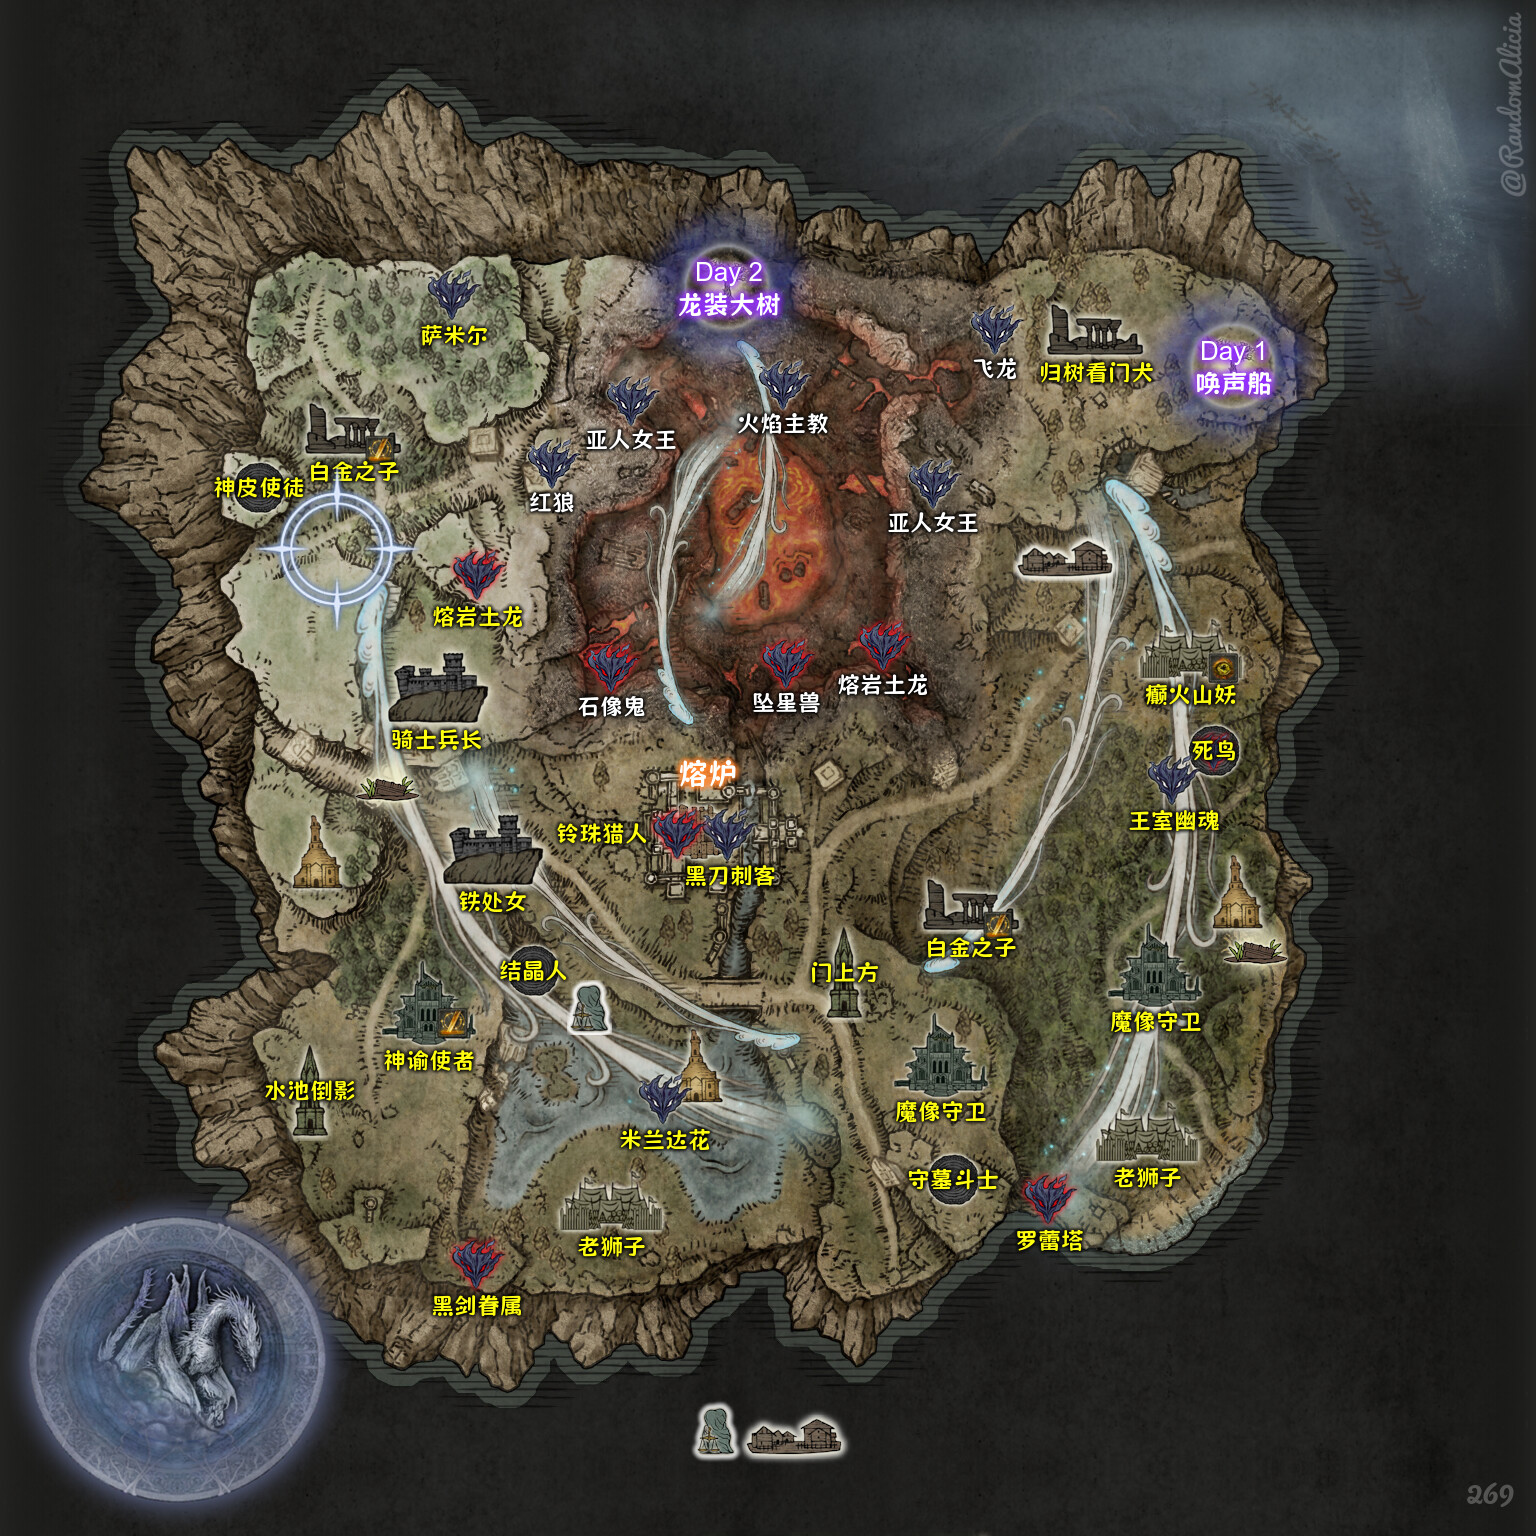 @RandomAlicia
Day 2
龙装大树
萨米尔
飞龙
归树看门犬
Day 1
唤声船
亚人女王
火焰主教
白金之子
神皮使徒
红狼
亚人女王
熔岩土龙
石像鬼
坠星兽
熔岩土龙
癫火山妖
骑士兵长
死鸟
熔炉
王室幽魂
铃珠猎人
黑刀刺客
铁处女
白金之子
结晶人
门上方
魔像守卫
神谕使者
水池倒影
魔像守卫
米兰达花
守墓斗士
老狮子
罗蕾塔
老狮子
黑剑眷属
269